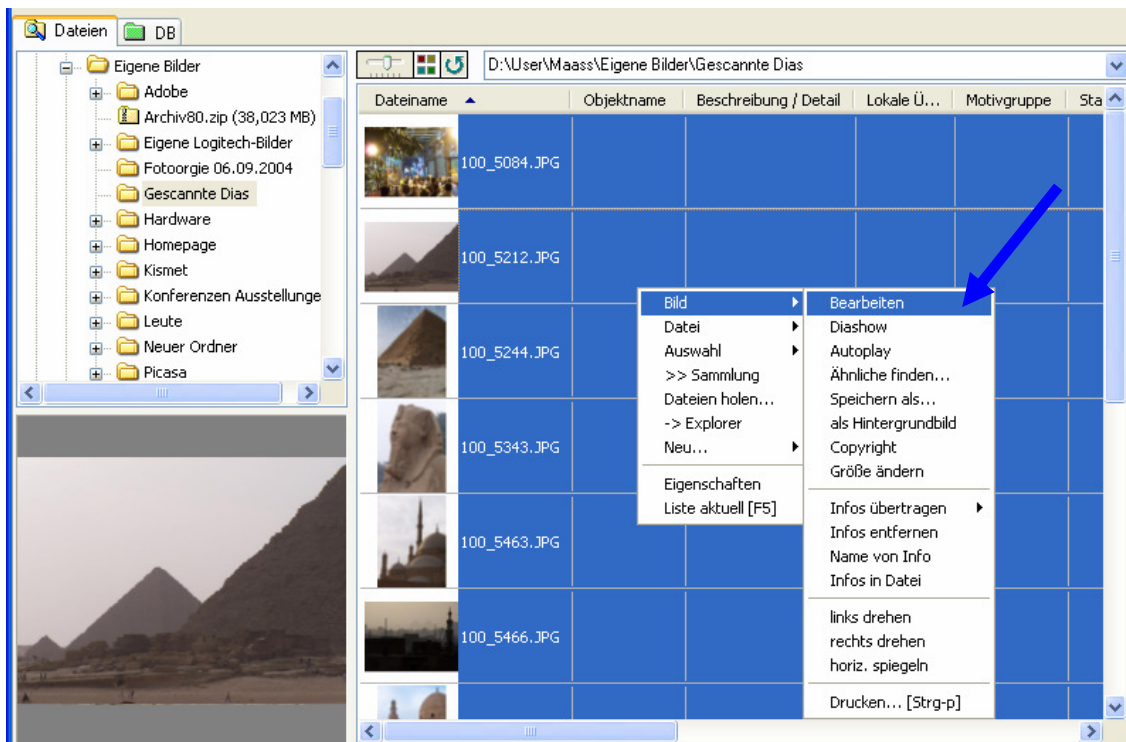 Dateien DB
Eigene Bilder
Adobe
Archiv80.zip (38,023 MB)
Eigene Logitech-Bilder
Fotoorgie 06.09.2004
Gescannte Dias
Hardware
Homepage
Kismet
Konferenzen Ausstellunge
Leute
Neuer Ordner
Picasa
D:\User\Maass\Eigene Bilder\Gescannte Dias
Dateiname Objektname Beschreibung / Detail Lokale Ü... Motivgruppe Sta
100_5084.JPG
100_5212.JPG
100_5244.JPG
100_5343.JPG
100_5463.JPG
100_5466.JPG
Bild
Datei
Auswahl
>> Sammlung
Dateien holen...
-> Explorer
Neu...
Eigenschaften
Liste aktuell [F5]
Bearbeiten
Diashow
Autoplay
Ähnliche finden...
Speichern als...
als Hintergrundbild
Copyright
Größe ändern
Infos übertragen
Infos entfernen
Name von Info
Infos in Datei
links drehen
rechts drehen
horiz. spiegeln
Drucken... [Strg-p]